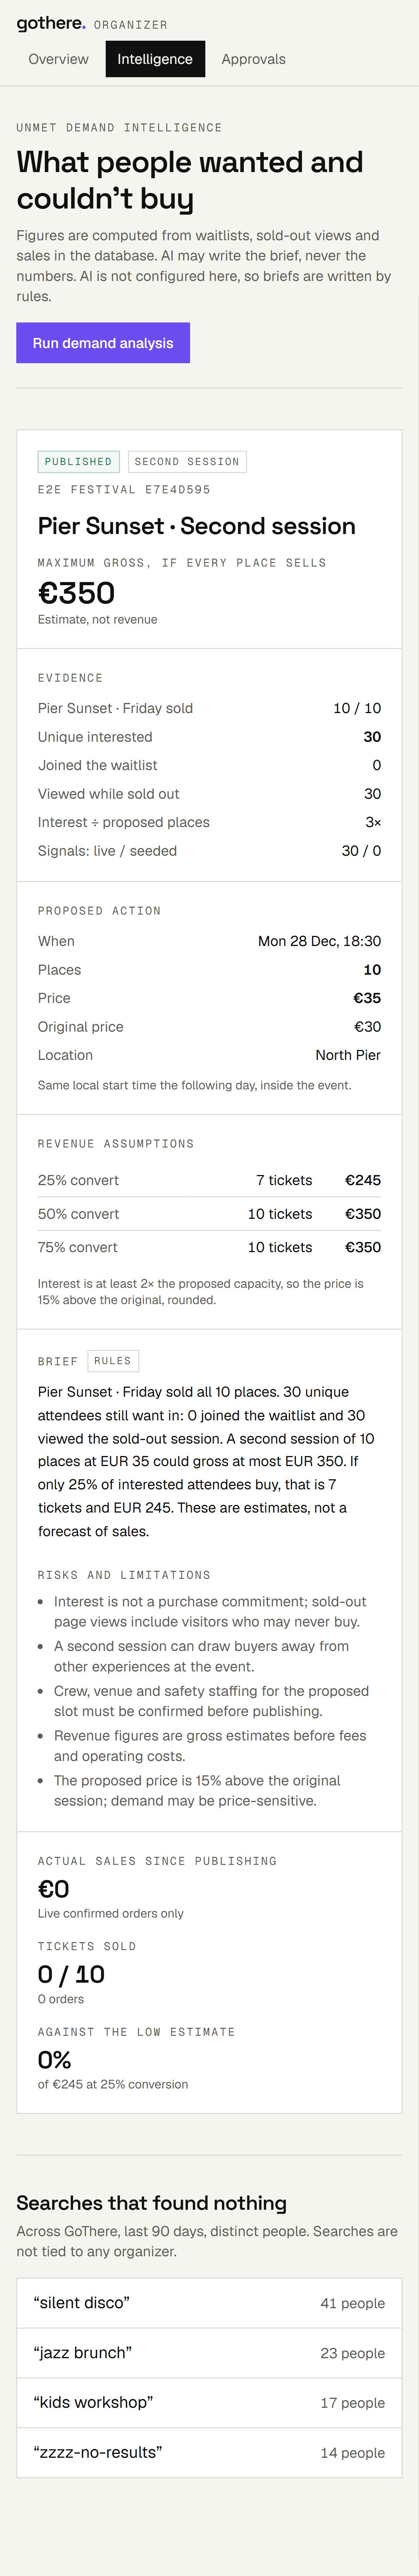 gothere. ORGANIZER
Overview Intelligence Approvals
UNMET DEMAND INTELLIGENCE
What people wanted and
couldn’t buy
Figures are computed from waitlists, sold-out views and
sales in the database. AI may write the brief, never the
numbers. AI is not configured here, so briefs are written by
rules.
Run demand analysis
PUBLISHED SECOND SESSION
E2E FESTIVAL E7E4D595
Pier Sunset · Second session
MAXIMUM GROSS, IF EVERY PLACE SELLS
€350
Estimate, not revenue
EVIDENCE
Pier Sunset · Friday sold 10 / 10
Unique interested 30
Joined the waitlist 0
Viewed while sold out 30
Interest ÷ proposed places 3×
Signals: live / seeded 30 / 0
PROPOSED ACTION
When Mon 28 Dec, 18:30
Places 10
Price €35
Original price €30
Location North Pier
Same local start time the following day, inside the event.
REVENUE ASSUMPTIONS
25% convert 7 tickets €245
50% convert 10 tickets €350
75% convert 10 tickets €350
Interest is at least 2× the proposed capacity, so the price is
15% above the original, rounded.
BRIEF RULES
Pier Sunset · Friday sold all 10 places. 30 unique
attendees still want in: 0 joined the waitlist and 30
viewed the sold-out session. A second session of 10
places at EUR 35 could gross at most EUR 350. If
only 25% of interested attendees buy, that is 7
tickets and EUR 245. These are estimates, not a
forecast of sales.
RISKS AND LIMITATIONS
• Interest is not a purchase commitment; sold-out
page views include visitors who may never buy.
• A second session can draw buyers away from
other experiences at the event.
• Crew, venue and safety staffing for the proposed
slot must be confirmed before publishing.
• Revenue figures are gross estimates before fees
and operating costs.
• The proposed price is 15% above the original
session; demand may be price-sensitive.
ACTUAL SALES SINCE PUBLISHING
€0
Live confirmed orders only
TICKETS SOLD
0 / 10
0 orders
AGAINST THE LOW ESTIMATE
0%
of €245 at 25% conversion
Searches that found nothing
Across GoThere, last 90 days, distinct people. Searches are
not tied to any organizer.
“silent disco” 41 people
“jazz brunch” 23 people
“kids workshop” 17 people
“zzzz-no-results” 14 people